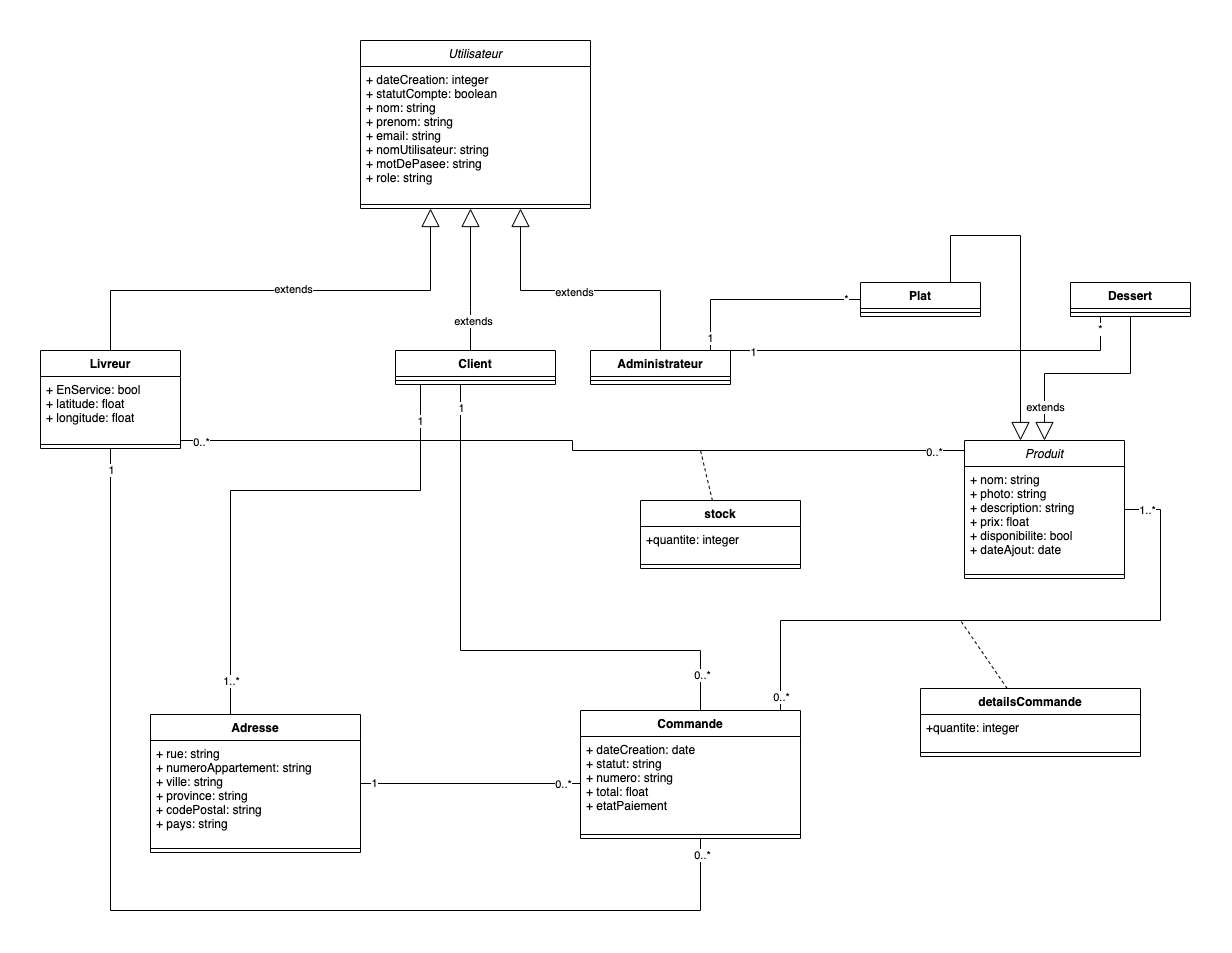 Utilisateur
+ dateCreation: integer
+ statutCompte: boolean
+ nom: string
+ prenom: string
+ email: string
+ nomUtilisateur: string
+ motDePasee: string
+ role: string
extends
extends
extends
Plat
Dessert
*
1
*
1
Livreur
+ EnService: bool
+ latitude: float
+ longitude: float
Client
Administrateur
extends
1
1
0..*
0..*
1
Produit
+ nom: string
+ photo: string
+ description: string
+ prix: float
+ disponibilite: bool
+ dateAjout: date
1..*
stock
+quantite: integer
1..*
0..*
0..*
detailsCommande
+quantite: integer
Adresse
+ rue: string
+ numeroAppartement: string
+ ville: string
+ province: string
+ codePostal: string
+ pays: string
1
0..*
Commande
+ dateCreation: date
+ statut: string
+ numero: string
+ total: float
+ etatPaiement
0..*